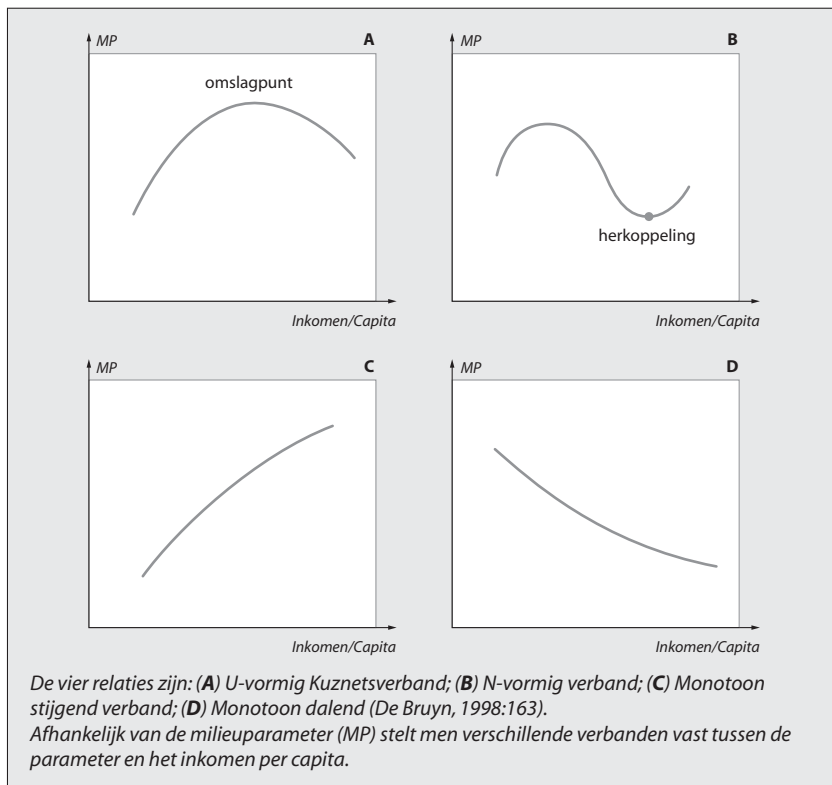 MP
A
omslagpunt
Inkomen/Capita
MP
B
herkoppeling
Inkomen/Capita
MP
C
Inkomen/Capita
MP
D
Inkomen/Capita
De vier relaties zijn: (A) U-vormig Kuznetsverband; (B) N-vormig verband; (C) Monotoon
stijgend verband; (D) Monotoon dalend (De Bruyn, 1998:163).
Afhankelijk van de milieuparameter (MP) stelt men verschillende verbanden vast tussen de
parameter en het inkomen per capita.